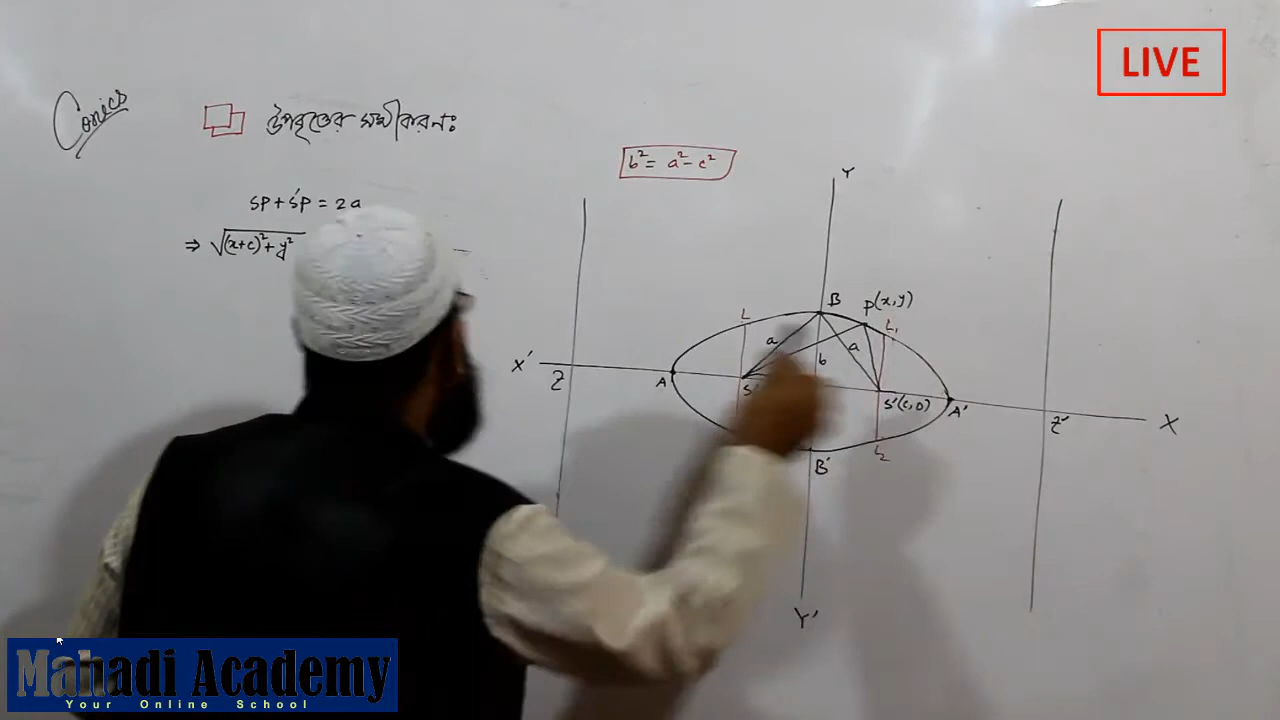 LIVE
Conics
উপবৃত্তের সমীকরণঃ
b² = a² - c²
SP + S'P = 2a
⇒ √(x+c)² + y²
Y
B
P(x,y)
L
L₁
a
a
b
X'
Z
A
S'(c,0)
A'
Z'
X
L₂
B'
Y'
Mahadi Academy
Your Online School